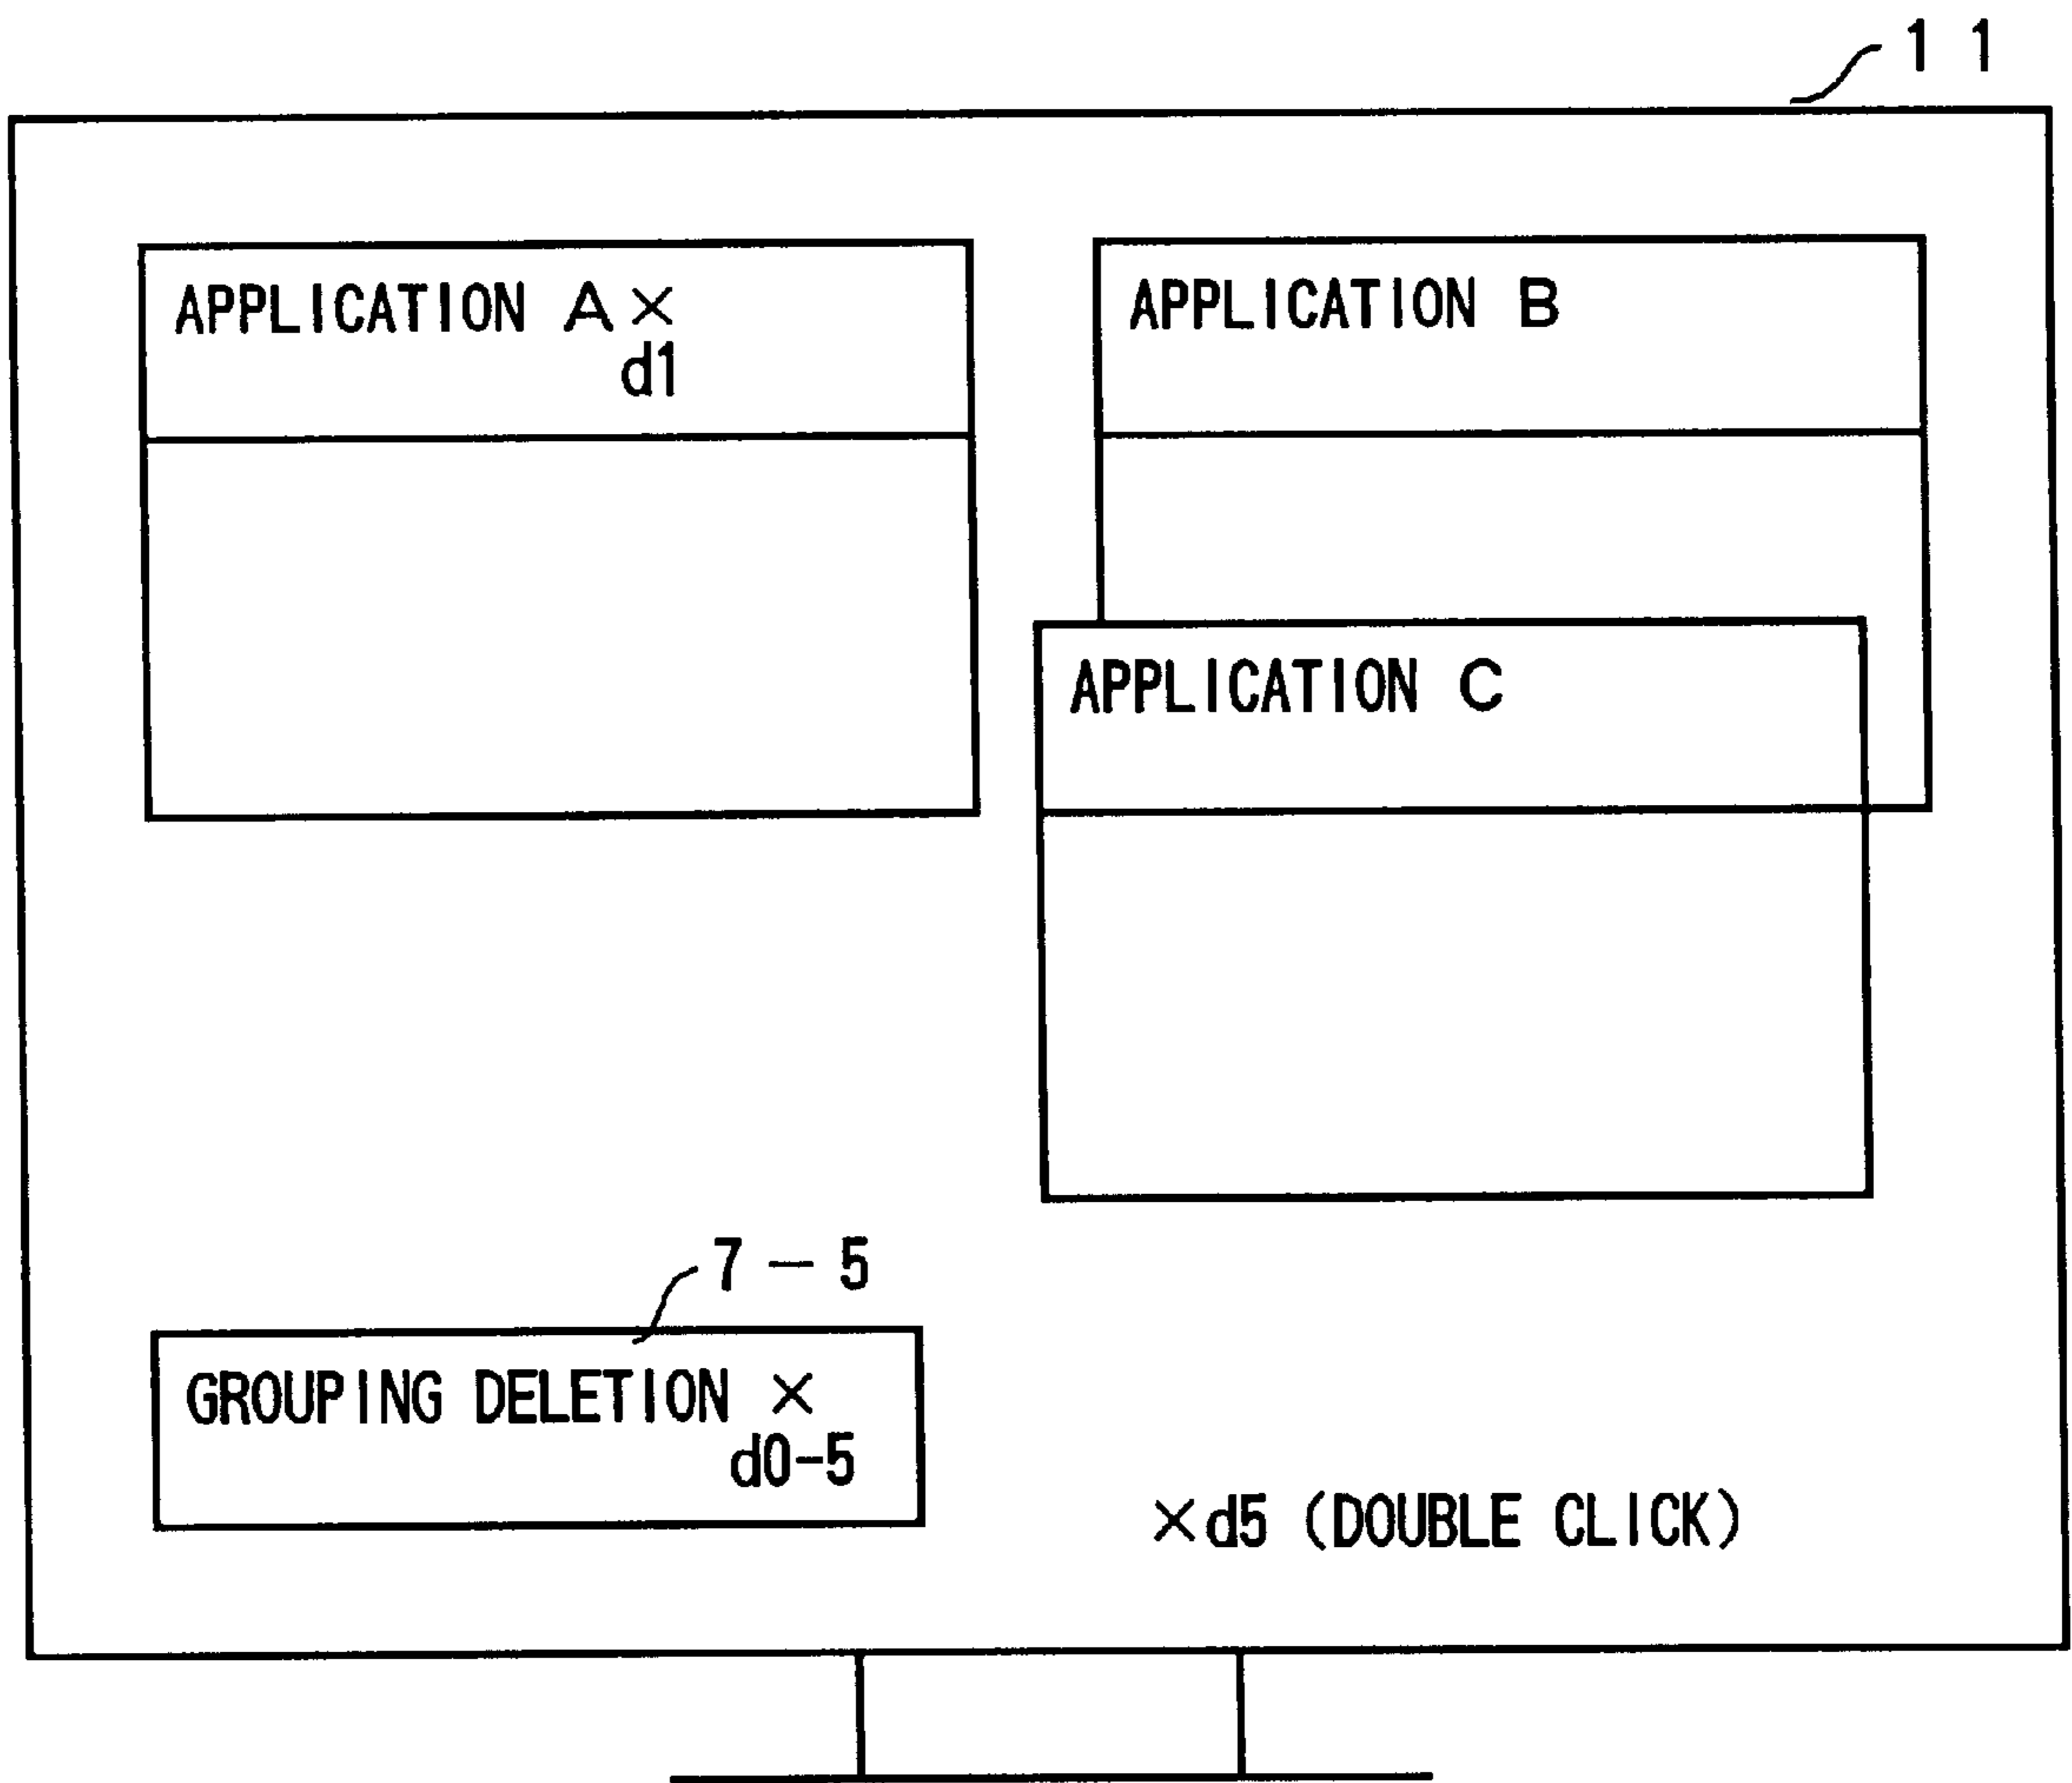 11
APPLICATION A ×
d1
APPLICATION B
APPLICATION C
7-5
GROUPING DELETION ×
d0-5
×d5 (DOUBLE CLICK)